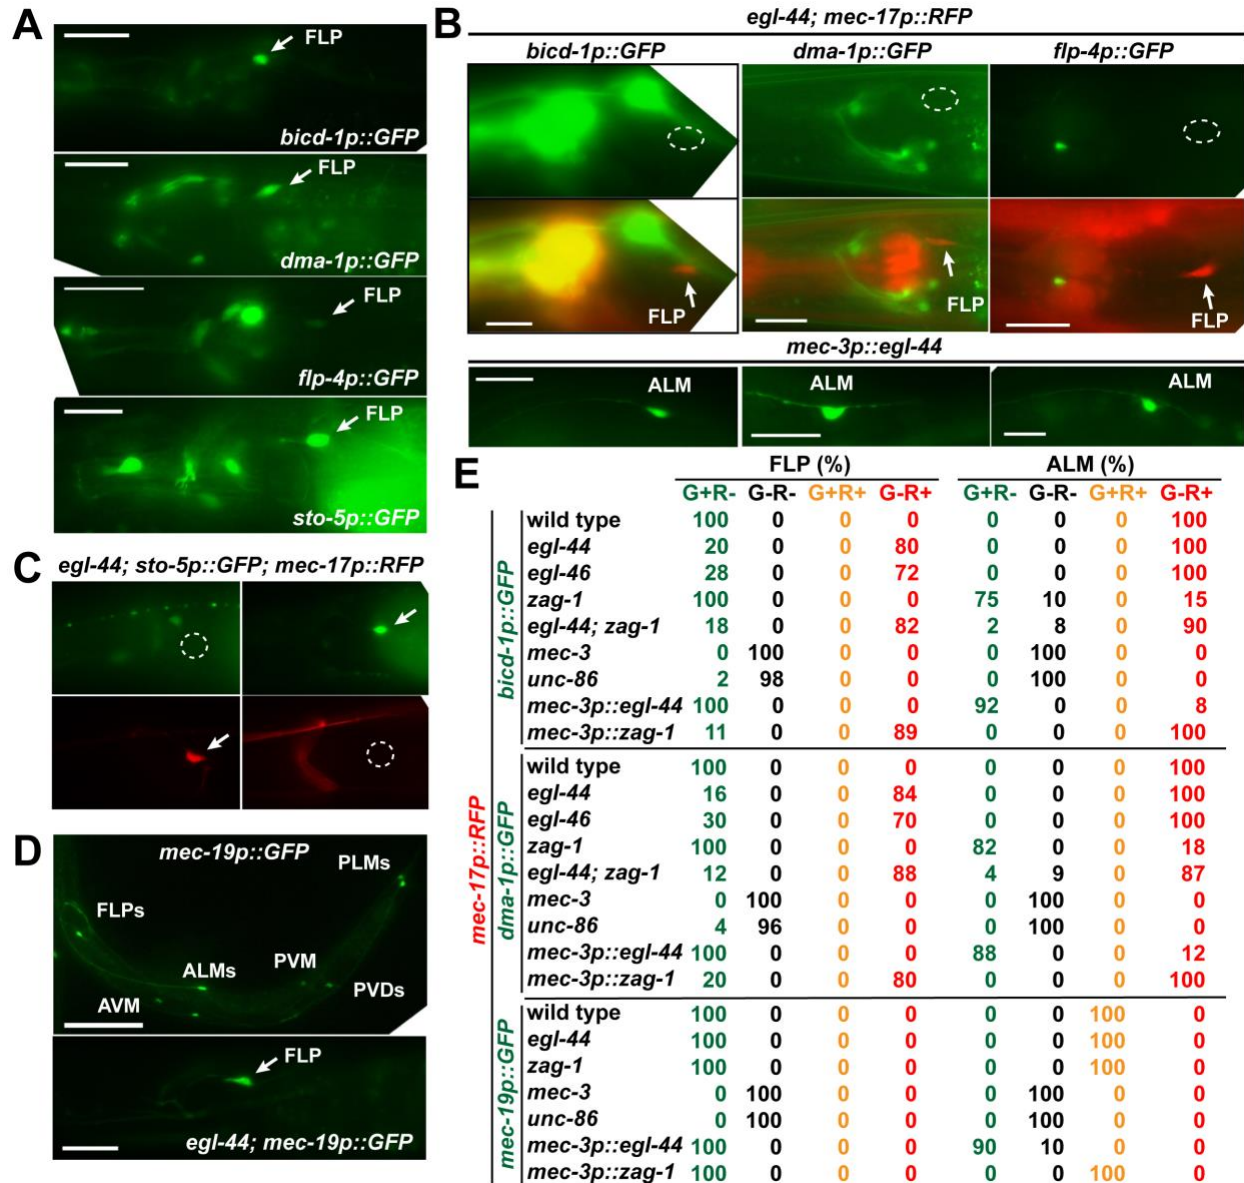 A
FLP
bicd-1p::GFP
FLP
dma-1p::GFP
FLP
flp-4p::GFP
FLP
sto-5p::GFP
B
egl-44; mec-17p::RFP
bicd-1p::GFP dma-1p::GFP flp-4p::GFP
FLP FLP FLP
mec-3p::egl-44
ALM ALM ALM
C
egl-44; sto-5p::GFP; mec-17p::RFP
D
mec-19p::GFP
PLMs
FLPs
ALMs PVM
AVM PVDs
FLP
egl-44; mec-19p::GFP
E
FLP (%) ALM (%)
G+R- G-R- G+R+ G-R+ G+R- G-R- G+R+ G-R+
mec-17p::RFP
bicd-1p::GFP
wild type 100 0 0 0 0 0 0 100
egl-44 20 0 0 80 0 0 0 100
egl-46 28 0 0 72 0 0 0 100
zag-1 100 0 0 0 75 10 0 15
egl-44; zag-1 18 0 0 82 2 8 0 90
mec-3 0 100 0 0 0 100 0 0
unc-86 2 98 0 0 0 100 0 0
mec-3p::egl-44 100 0 0 0 92 0 0 8
mec-3p::zag-1 11 0 0 89 0 0 0 100
dma-1p::GFP
wild type 100 0 0 0 0 0 0 100
egl-44 16 0 0 84 0 0 0 100
egl-46 30 0 0 70 0 0 0 100
zag-1 100 0 0 0 82 0 0 18
egl-44; zag-1 12 0 0 88 4 9 0 87
mec-3 0 100 0 0 0 100 0 0
unc-86 4 96 0 0 0 100 0 0
mec-3p::egl-44 100 0 0 0 88 0 0 12
mec-3p::zag-1 20 0 0 80 0 0 0 100
mec-19p::GFP
wild type 100 0 0 0 0 0 100 0
egl-44 100 0 0 0 0 0 100 0
zag-1 100 0 0 0 0 0 100 0
mec-3 0 100 0 0 0 100 0 0
unc-86 0 100 0 0 0 100 0 0
mec-3p::egl-44 100 0 0 0 90 10 0 0
mec-3p::zag-1 100 0 0 0 0 0 100 0